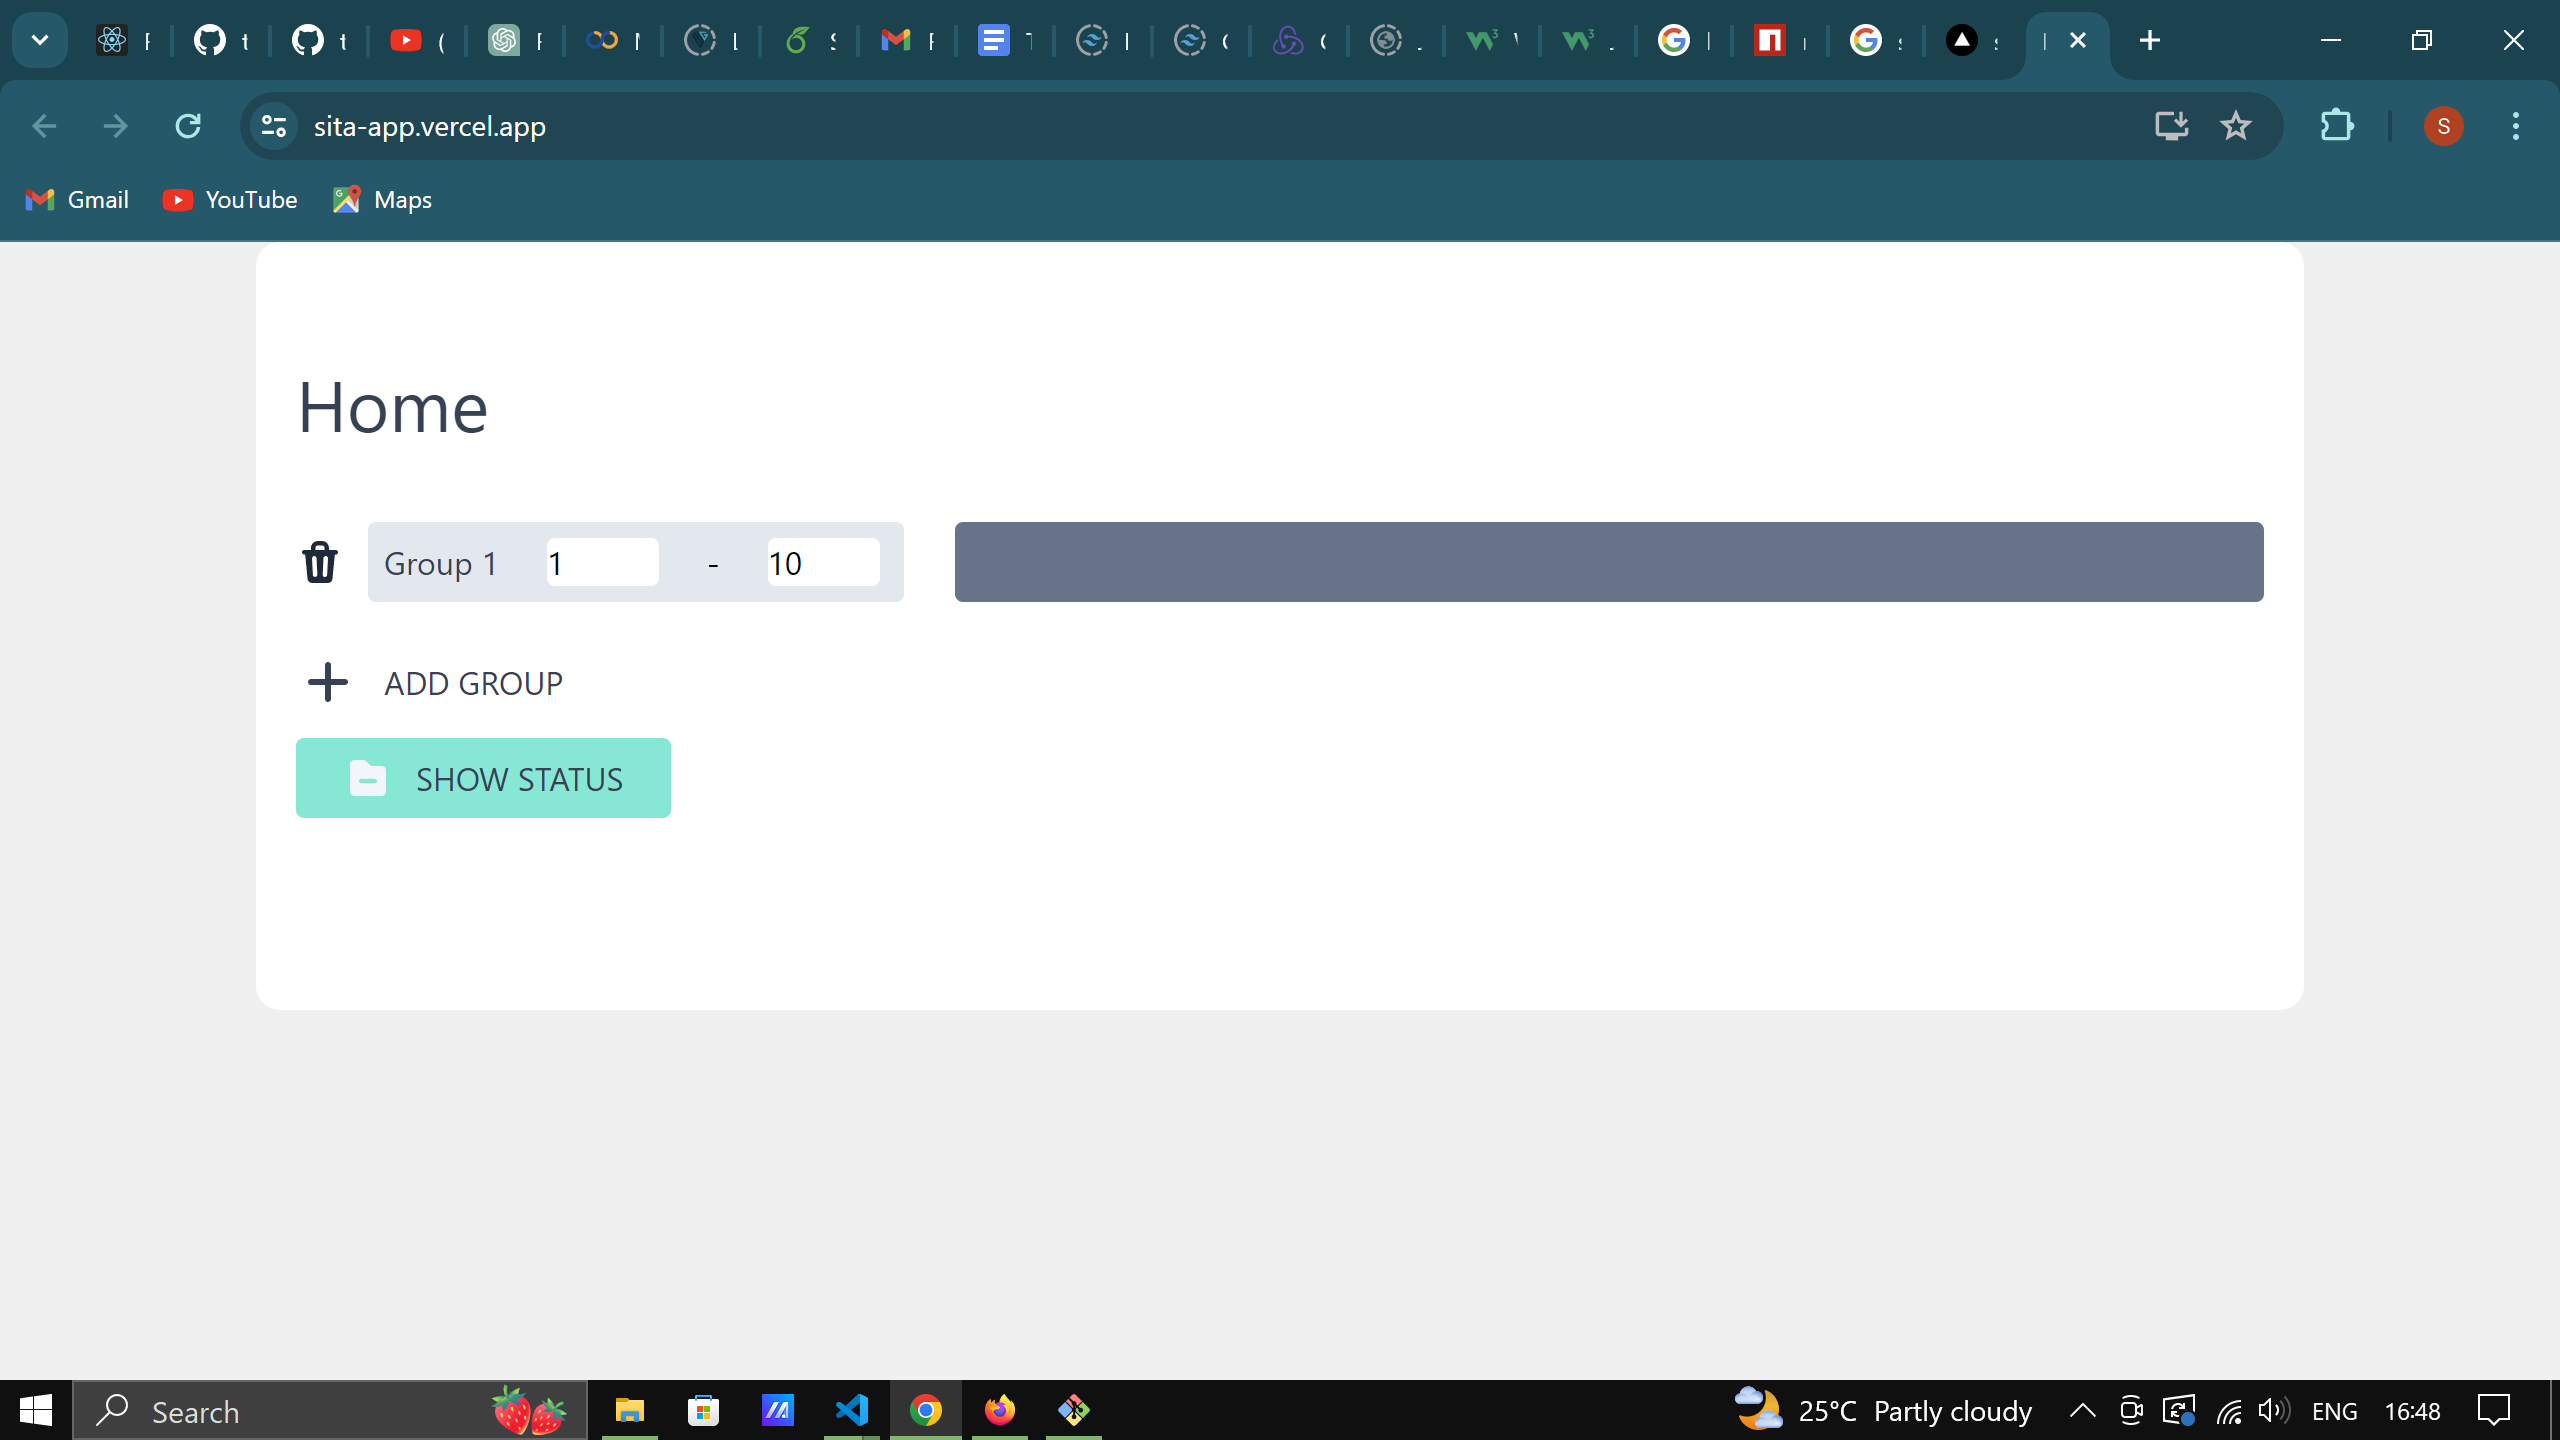 sita-app.vercel.app
S
Gmail
YouTube
Maps
Home
Group 1
1
-
10
ADD GROUP
SHOW STATUS
Search
25°C Partly cloudy
ENG
16:48